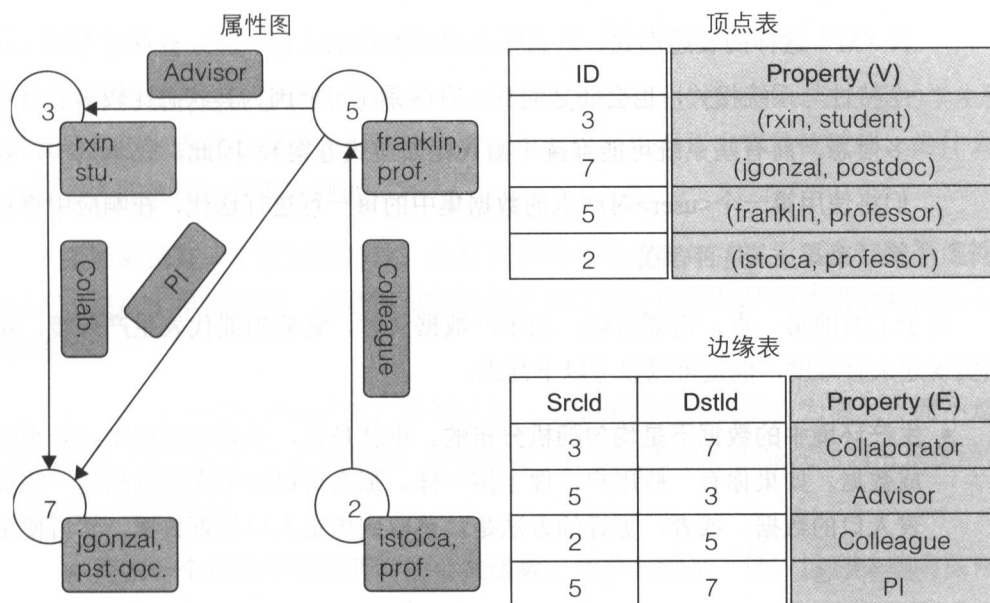 属性图
Advisor
3
5
rxin
stu.
franklin,
prof.
Collab.
PI
Colleague
7
2
jgonzal,
pst.doc.
istoica,
prof.
顶点表
ID Property (V)
3 (rxin, student)
7 (jgonzal, postdoc)
5 (franklin, professor)
2 (istoica, professor)
边缘表
SrcId DstId Property (E)
3 7 Collaborator
5 3 Advisor
2 5 Colleague
5 7 PI